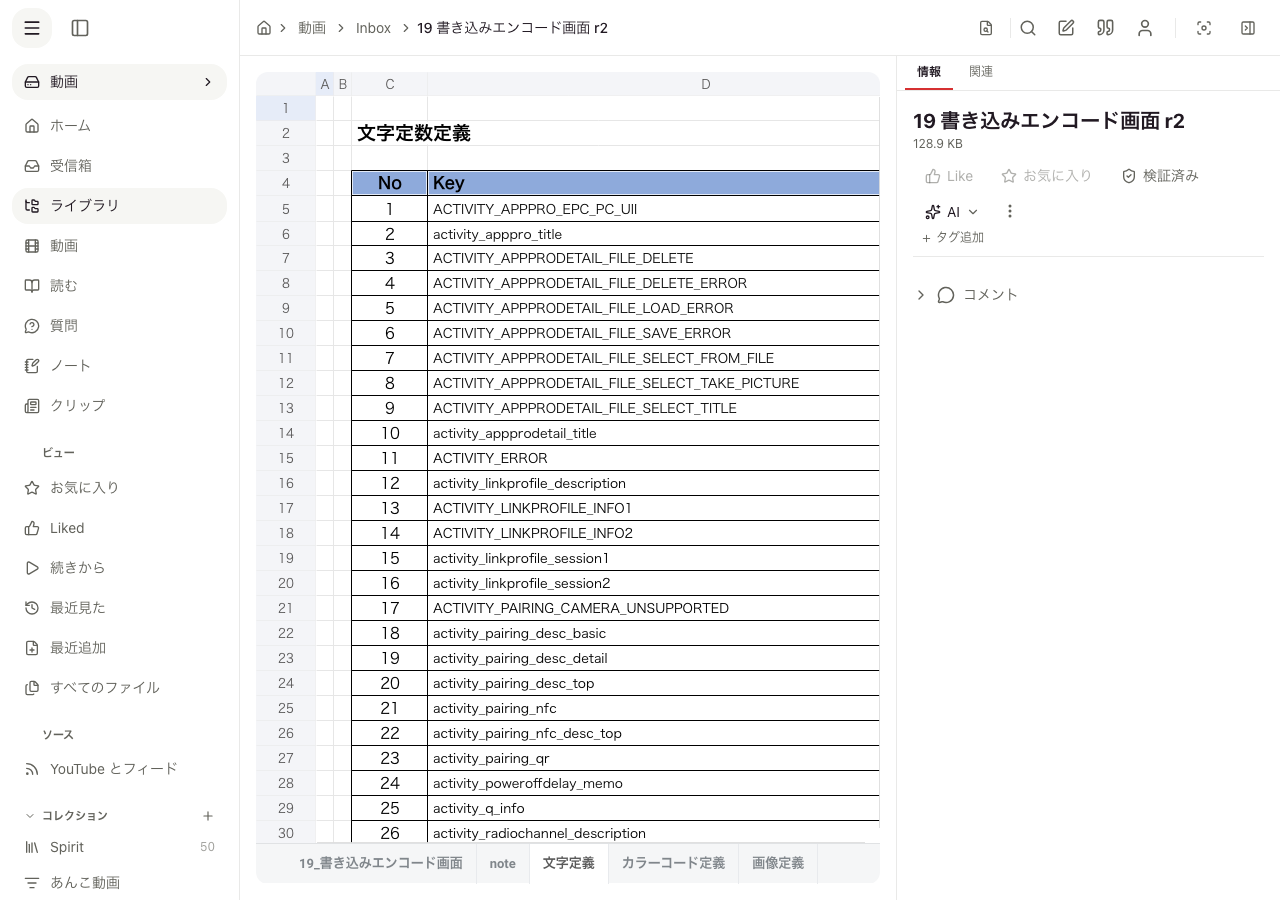 動画
ホーム
受信箱
ライブラリ
動画
読む
質問
ノート
クリップ
ビュー
お気に入り
Liked
続きから
最近見た
最近追加
すべてのファイル
ソース
YouTube とフィード
コレクション
Spirit 50
あんこ動画
動画 Inbox 19 書き込みエンコード画面 r2
A B C D
1
2 文字定数定義
3
4 No Key
5 1 ACTIVITY_APPPRO_EPC_PC_UII
6 2 activity_apppro_title
7 3 ACTIVITY_APPPRODETAIL_FILE_DELETE
8 4 ACTIVITY_APPPRODETAIL_FILE_DELETE_ERROR
9 5 ACTIVITY_APPPRODETAIL_FILE_LOAD_ERROR
10 6 ACTIVITY_APPPRODETAIL_FILE_SAVE_ERROR
11 7 ACTIVITY_APPPRODETAIL_FILE_SELECT_FROM_FILE
12 8 ACTIVITY_APPPRODETAIL_FILE_SELECT_TAKE_PICTURE
13 9 ACTIVITY_APPPRODETAIL_FILE_SELECT_TITLE
14 10 activity_appprodetail_title
15 11 ACTIVITY_ERROR
16 12 activity_linkprofile_description
17 13 ACTIVITY_LINKPROFILE_INFO1
18 14 ACTIVITY_LINKPROFILE_INFO2
19 15 activity_linkprofile_session1
20 16 activity_linkprofile_session2
21 17 ACTIVITY_PAIRING_CAMERA_UNSUPPORTED
22 18 activity_pairing_desc_basic
23 19 activity_pairing_desc_detail
24 20 activity_pairing_desc_top
25 21 activity_pairing_nfc
26 22 activity_pairing_nfc_desc_top
27 23 activity_pairing_qr
28 24 activity_poweroffdelay_memo
29 25 activity_q_info
30 26 activity_radiochannel_description
19_書き込みエンコード画面 note 文字定義 カラーコード定義 画像定義
情報 関連
19 書き込みエンコード画面 r2
128.9 KB
Like お気に入り 検証済み
AI
+ タグ追加
コメント